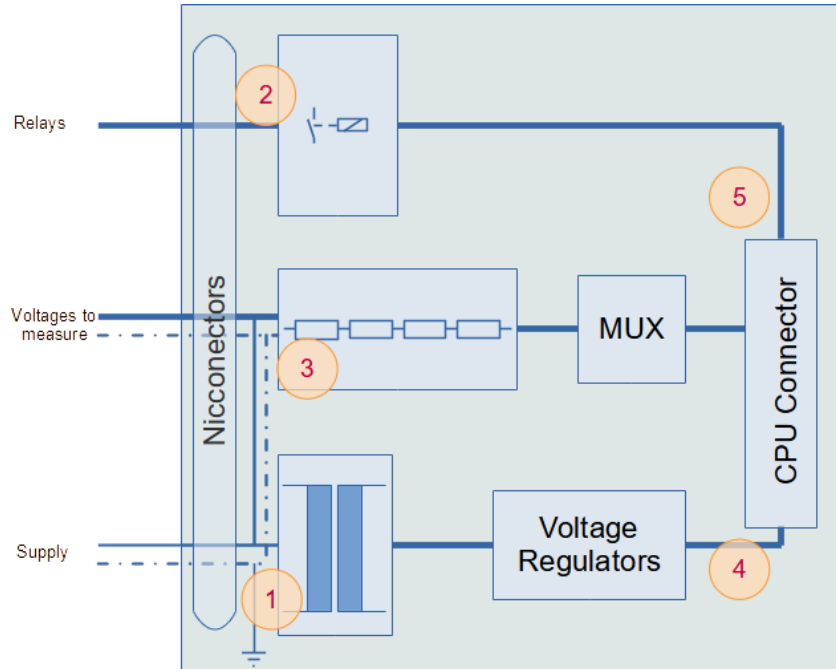 2
Relays
5
Voltages to
measure
Nicconectors
MUX
CPU Connector
3
Voltage
Regulators
Supply
4
1